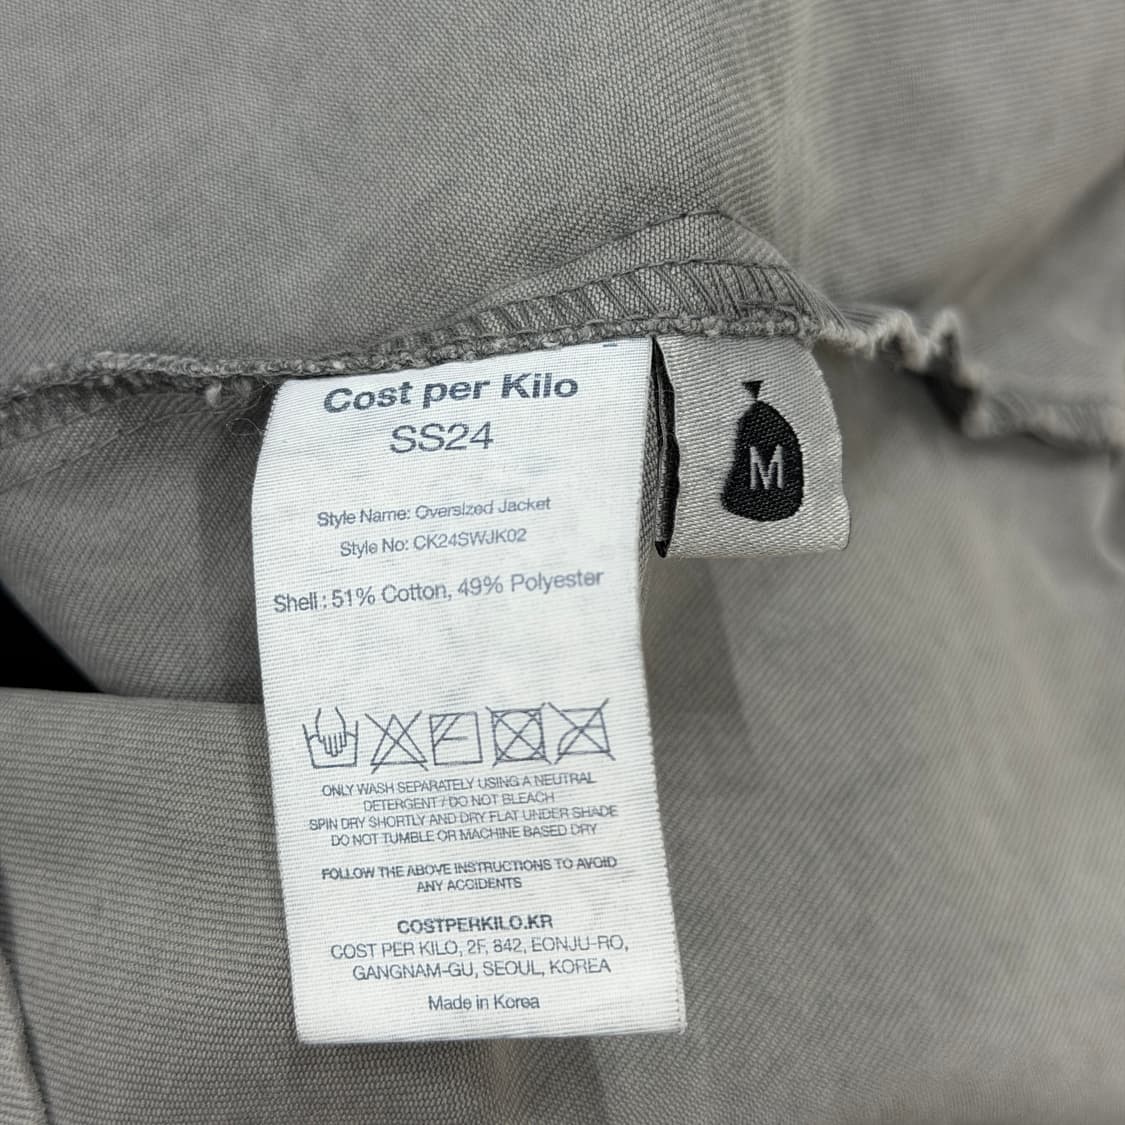 Cost per Kilo
SS24
Style Name: Oversized Jacket
Style No: CK24SWJK02
Shell : 51% Cotton, 49% Polyester
ONLY WASH SEPARATELY USING A NEUTRAL
DETERGENT / DO NOT BLEACH
SPIN DRY SHORTLY AND DRY FLAT UNDER SHADE
DO NOT TUMBLE OR MACHINE BASED DRY
FOLLOW THE ABOVE INSTRUCTIONS TO AVOID
ANY ACCIDENTS
COSTPERKILO.KR
COST PER KILO, 2F, 842, EONJU-RO,
GANGNAM-GU, SEOUL, KOREA
Made in Korea
M